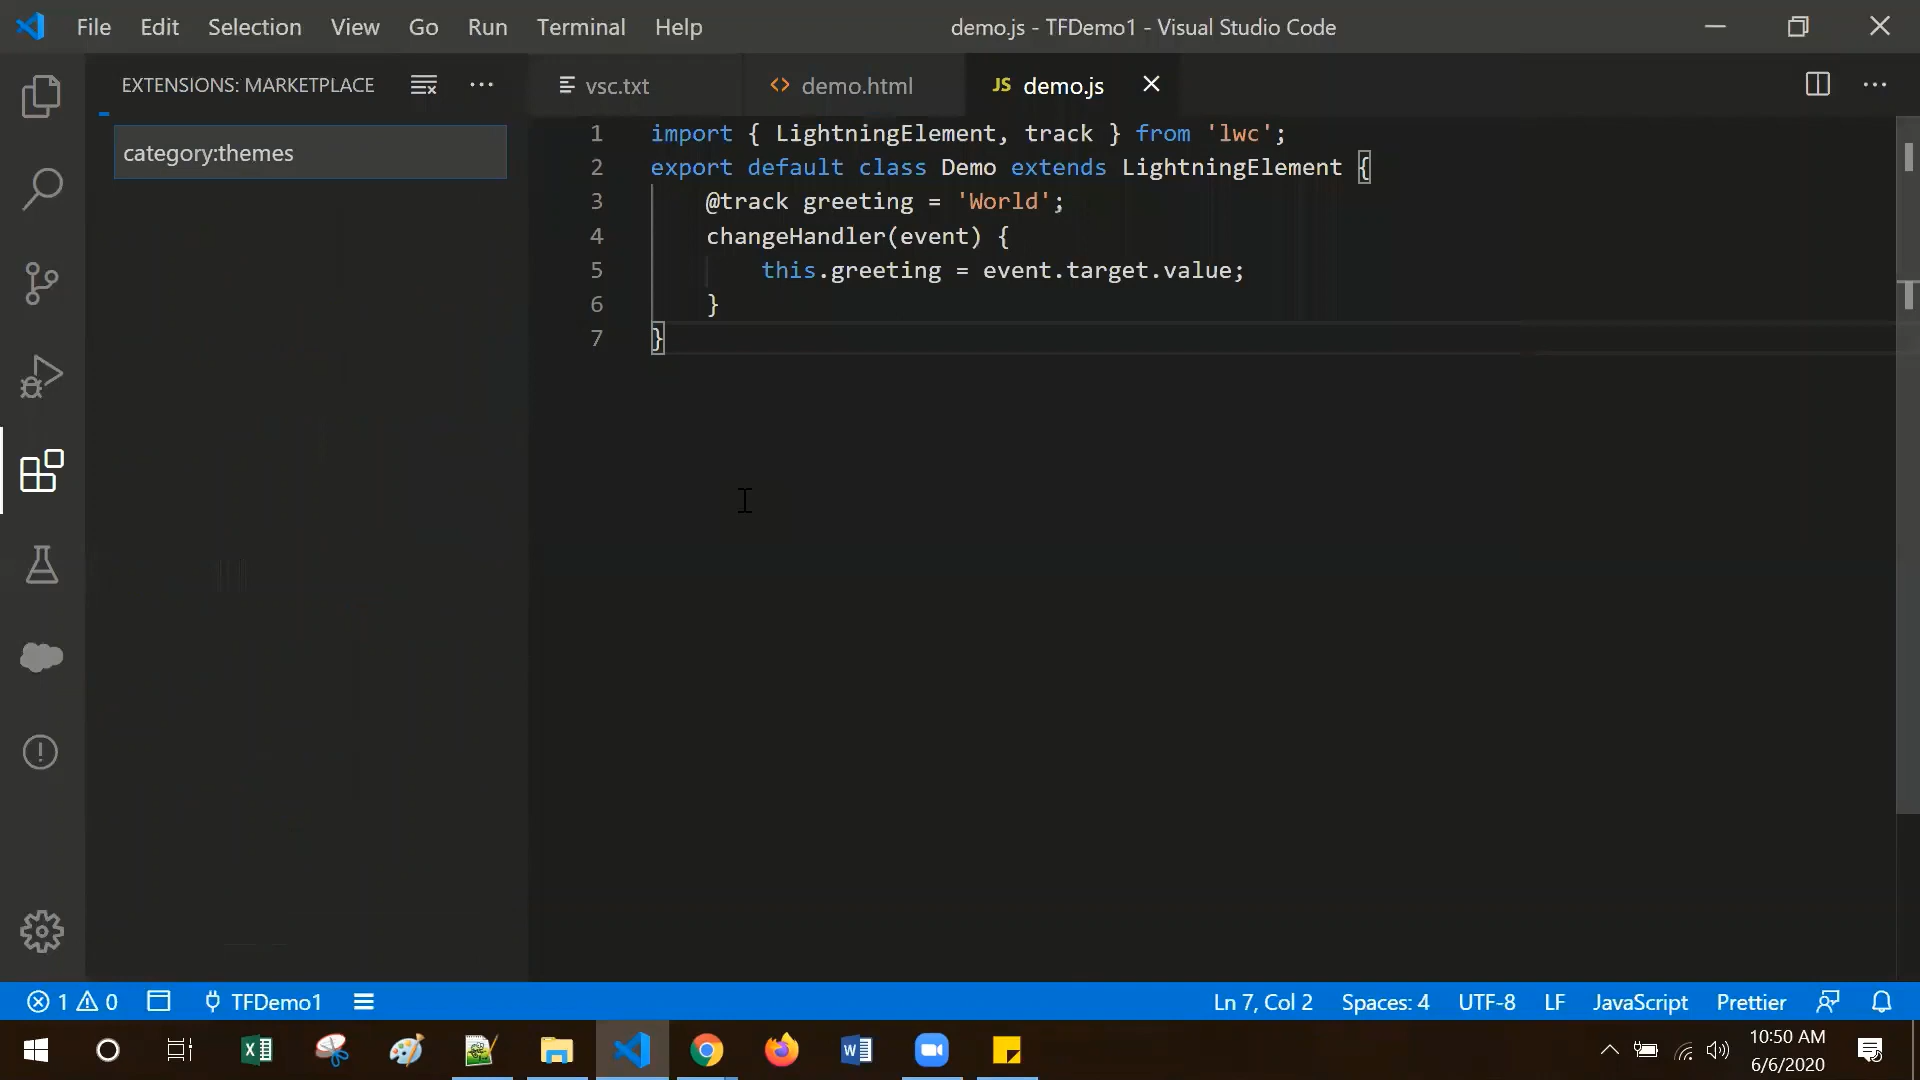 File Edit Selection View Go Run Terminal Help demo.js - TFDemo1 - Visual Studio Code
EXTENSIONS: MARKETPLACE
category:themes
vsc.txt demo.html JS demo.js
1 import { LightningElement, track } from 'lwc';
2 export default class Demo extends LightningElement {
3 @track greeting = 'World';
4 changeHandler(event) {
5 this.greeting = event.target.value;
6 }
7 }
1 0 TFDemo1 Ln 7, Col 2 Spaces: 4 UTF-8 LF JavaScript Prettier
10:50 AM
6/6/2020